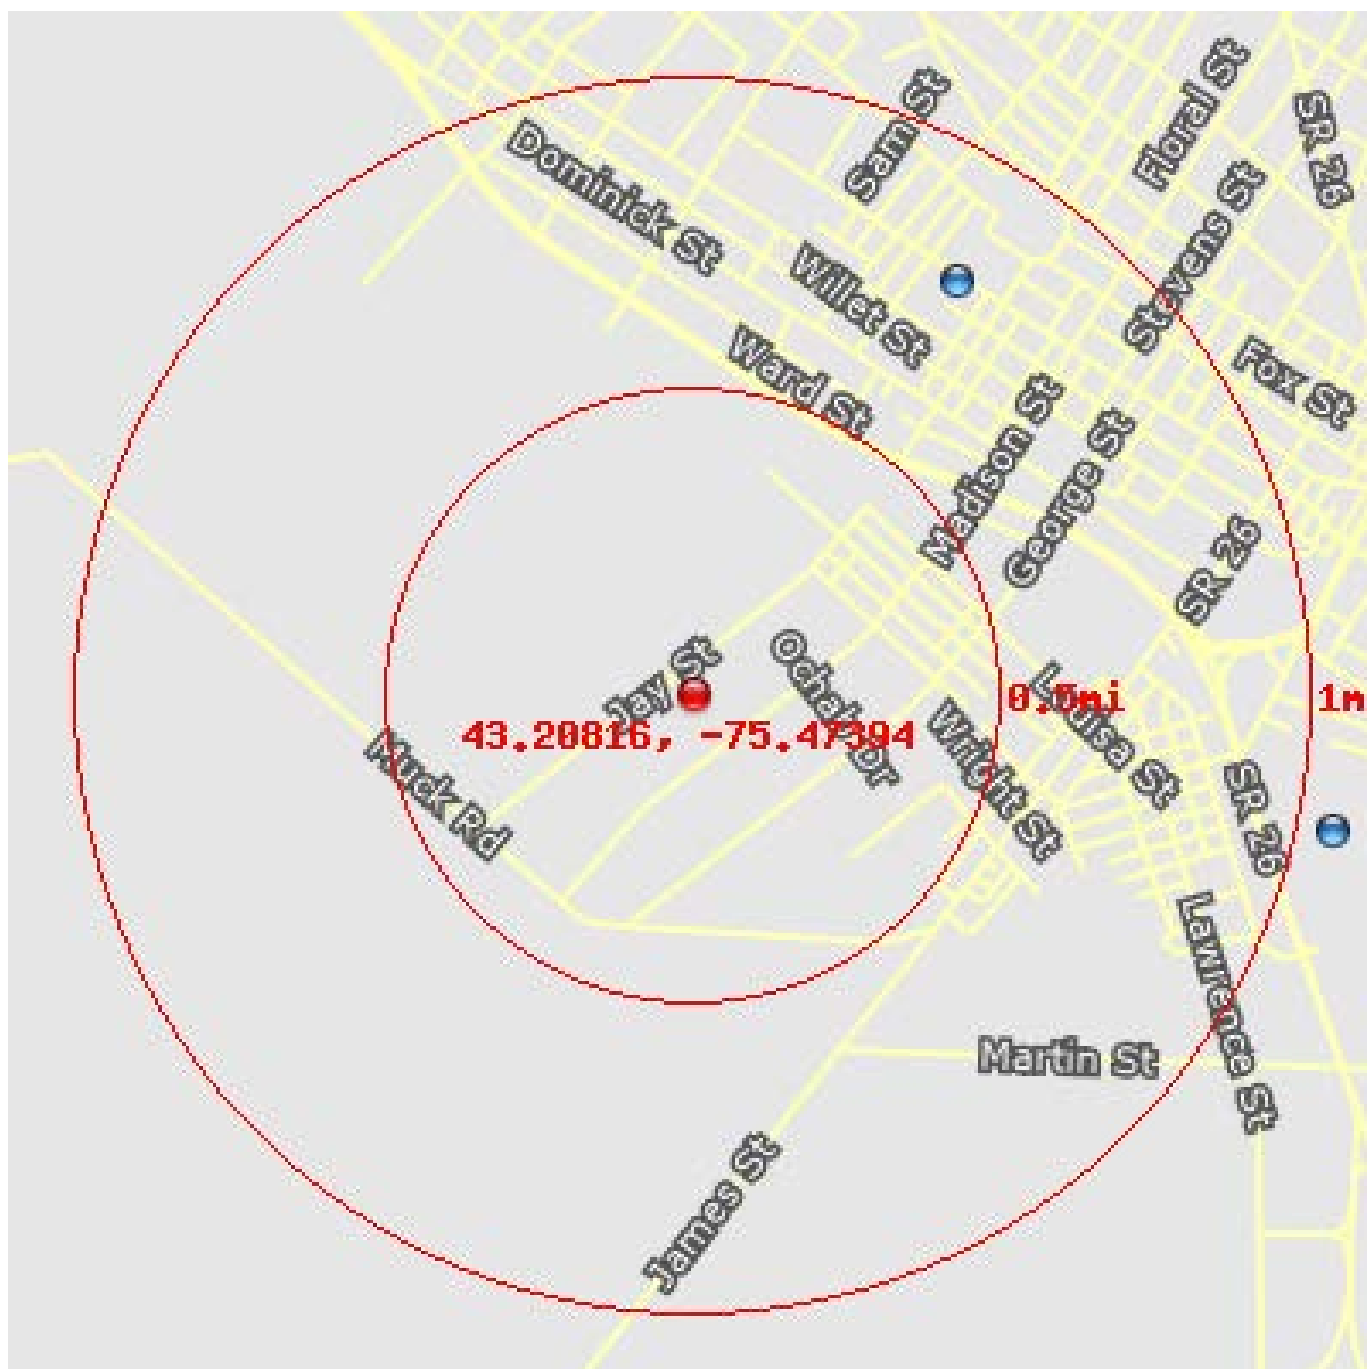 Sam St
Floral St
SR 26
Dominick St
Stevens St
Willet St
Ward St
Fox St
Madison St
George St
SR 26
Jay St
Louisa St
0.5mi
1m
43.20816, -75.47394
Wright St
Muck Rd
SR 26
Lawrence St
Martin St
James St